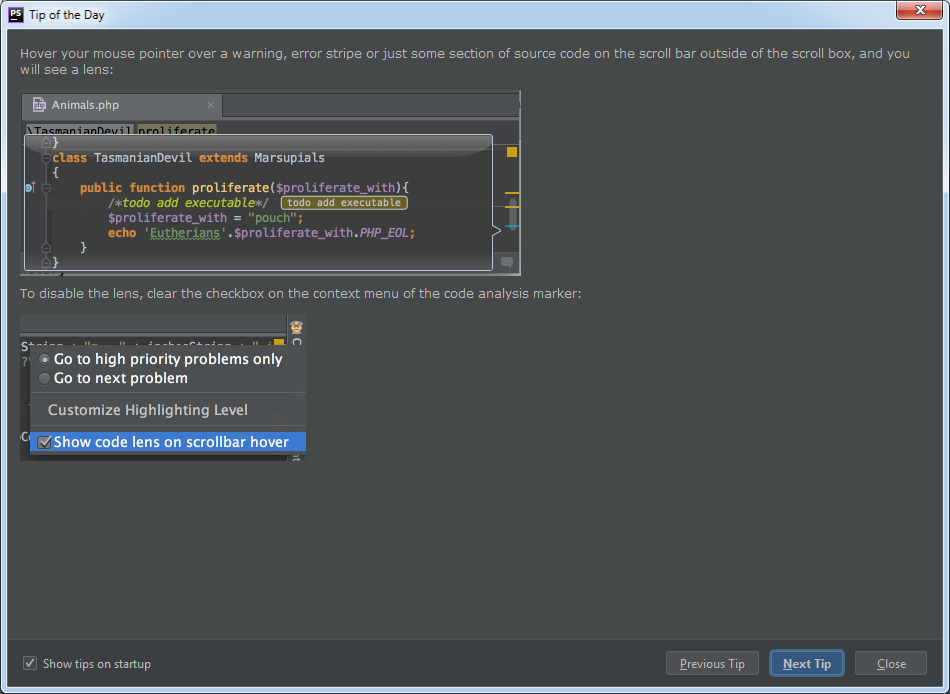 PS Tip of the Day
Hover your mouse pointer over a warning, error stripe or just some section of source code on the scroll bar outside of the scroll box, and you
will see a lens:
php Animals.php
\TasmanianDevil proliferate
}
class TasmanianDevil extends Marsupials
{
public function proliferate($proliferate_with){
/*todo add executable*/ todo add executable
$proliferate_with = "pouch";
echo 'Eutherians'.$proliferate_with.PHP_EOL;
}
}
To disable the lens, clear the checkbox on the context menu of the code analysis marker:
Go to high priority problems only
Go to next problem
Customize Highlighting Level
Show code lens on scrollbar hover
Show tips on startup
Previous Tip
Next Tip
Close